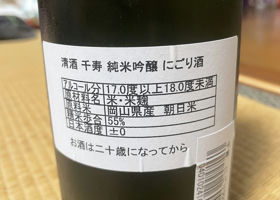 清酒 千寿 純米吟醸 にごり酒
アルコール分 17.0度以上18.0度未満
原材料名 米・米麹
原料米 岡山県産 朝日米
精米歩合 55%
日本酒度 ±0
お酒は二十歳になってから